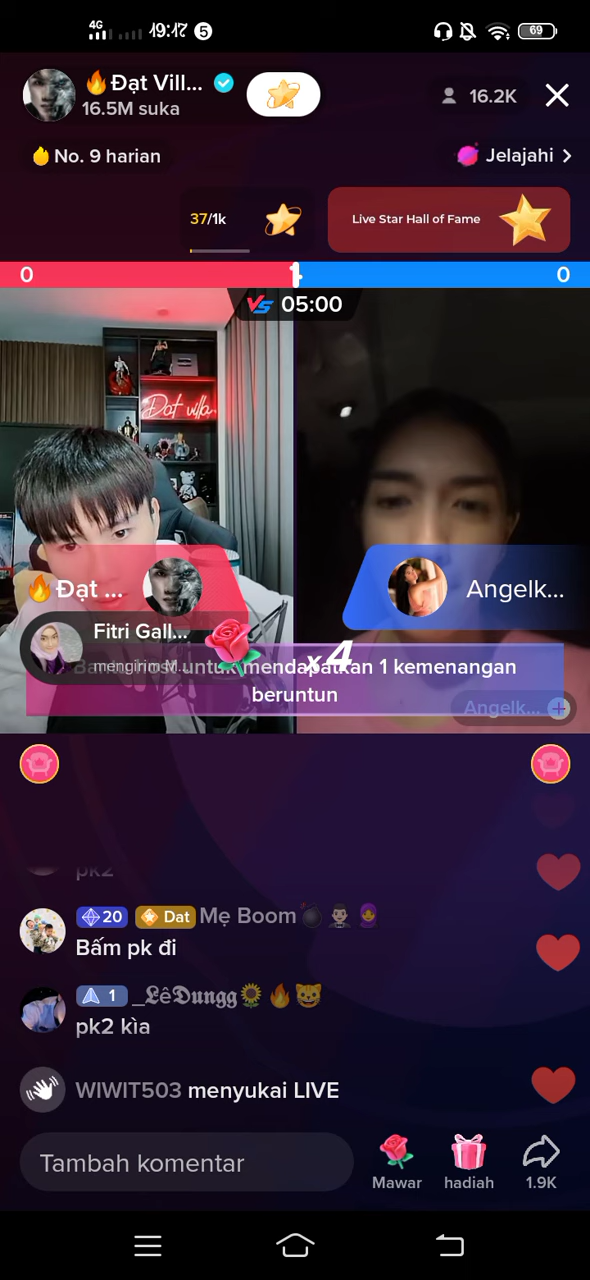 4G 19:17 5 69
🔥Đạt Vill...
16.5M suka
16.2K
No. 9 harian
Jelajahi
37/1k
Live Star Hall of Fame
0 0
VS 05:00
Dat villa
🔥Đạt ...
Angelk...
Fitri Gall...
mengirim M...
x4
untuk mendapatkan 1 kemenangan
beruntun
Angelk...
pk2
20 Dat Mẹ Boom💣🤵🏻🧕
Bấm pk đi
1 _𝕷ê𝕯𝖚𝖓𝖌𝖌🌻🔥😺
pk2 kìa
WIWIT503 menyukai LIVE
Tambah komentar
Mawar
hadiah
1.9K